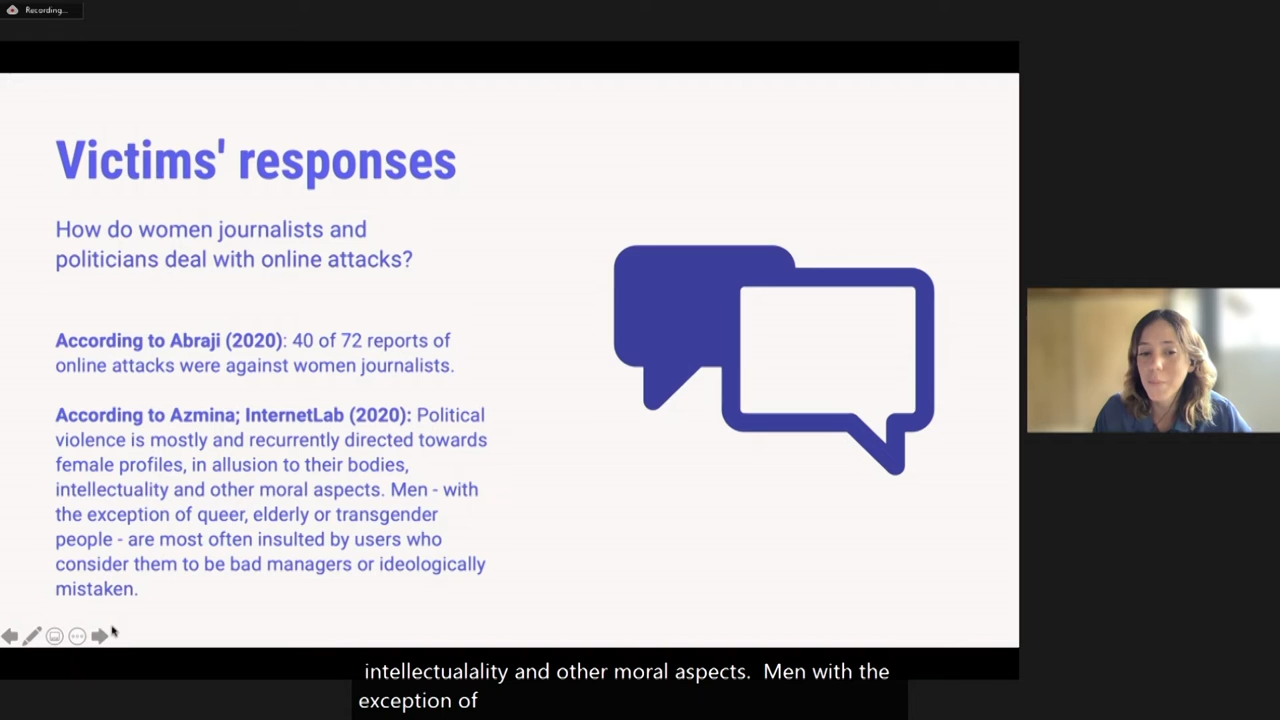 Recording...
Victims' responses
How do women journalists and
politicians deal with online attacks?
According to Abraji (2020): 40 of 72 reports of
online attacks were against women journalists.
According to Azmina; InternetLab (2020): Political
violence is mostly and recurrently directed towards
female profiles, in allusion to their bodies,
intellectuality and other moral aspects. Men - with
the exception of queer, elderly or transgender
people - are most often insulted by users who
consider them to be bad managers or ideologically
mistaken.
intellectualality and other moral aspects. Men with the
exception of